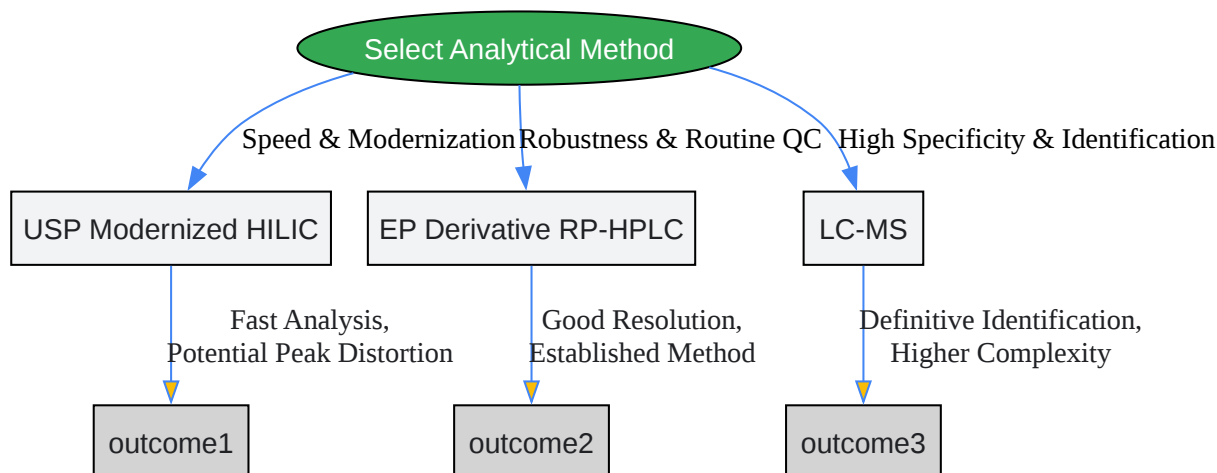 Select Analytical Method
Speed & Modernization
Robustness & Routine QC
High Specificity & Identification
USP Modernized HILIC
EP Derivative RP-HPLC
LC-MS
Fast Analysis,
Potential Peak Distortion
Good Resolution,
Established Method
Definitive Identification,
Higher Complexity
outcome1
outcome2
outcome3